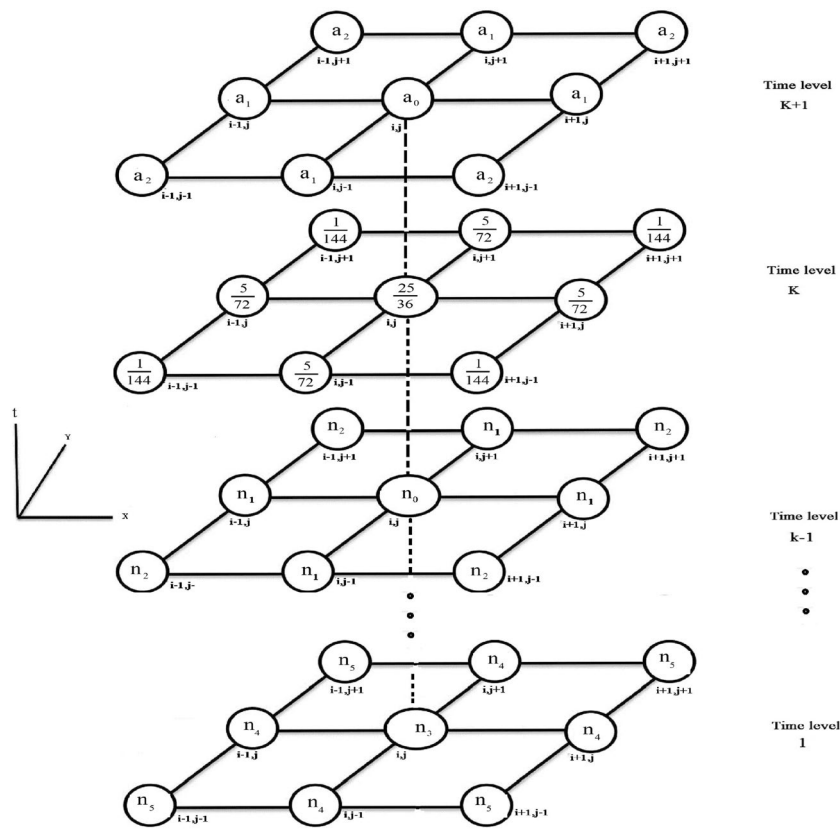 a₂ a₁ a₂
i-1,j+1 i,j+1 i+1,j+1
Time level
K+1
a₁ a₀ a₁
i-1,j i,j i+1,j
a₂ a₁ a₂
i-1,j-1 i,j-1 i+1,j-1
1/144 5/72 1/144
i-1,j+1 i,j+1 i+1,j+1
Time level
K
5/72 25/36 5/72
i-1,j i,j i+1,j
1/144 5/72 1/144
i-1,j-1 i,j-1 i+1,j-1
t
Y
X
n₂ n₁ n₂
i-1,j+1 i,j+1 i+1,j+1
n₁ n₀ n₁
i-1,j i,j i+1,j
Time level
k-1
n₂ n₁ n₂
i-1,j- i,j-1 i+1,j-1
n₅ n₄ n₅
i-1,j+1 i,j+1 i+1,j+1
n₄ n₃ n₄
i-1,j i,j i+1,j
Time level
1
n₅ n₄ n₅
i-1,j-1 i,j-1 i+1,j-1